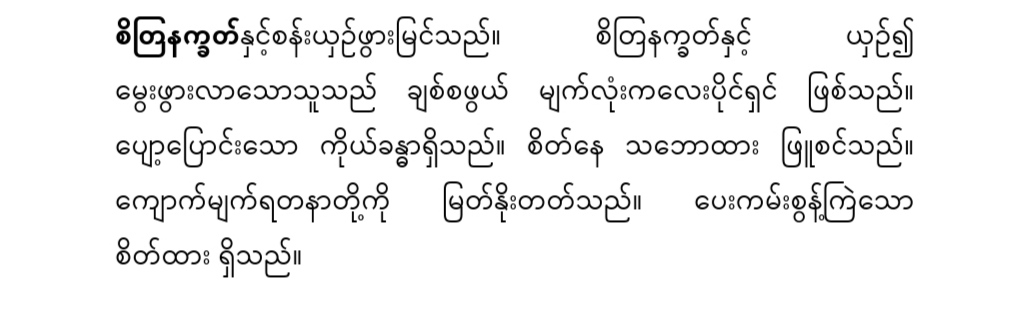 စိတြနက္ခတ်နှင့်စန်းယှဉ်ဖွားမြင်သည်။ စိတြနက္ခတ်နှင့် ယှဉ်၍
မွေးဖွားလာသောသူသည် ချစ်စဖွယ် မျက်လုံးကလေးပိုင်ရှင် ဖြစ်သည်။
ပျော့ပြောင်းသော ကိုယ်ခန္ဓာရှိသည်။ စိတ်နေ သဘောထား ဖြူစင်သည်။
ကျောက်မျက်ရတနာတို့ကို မြတ်နိုးတတ်သည်။ ပေးကမ်းစွန့်ကြဲသော
စိတ်ထား ရှိသည်။